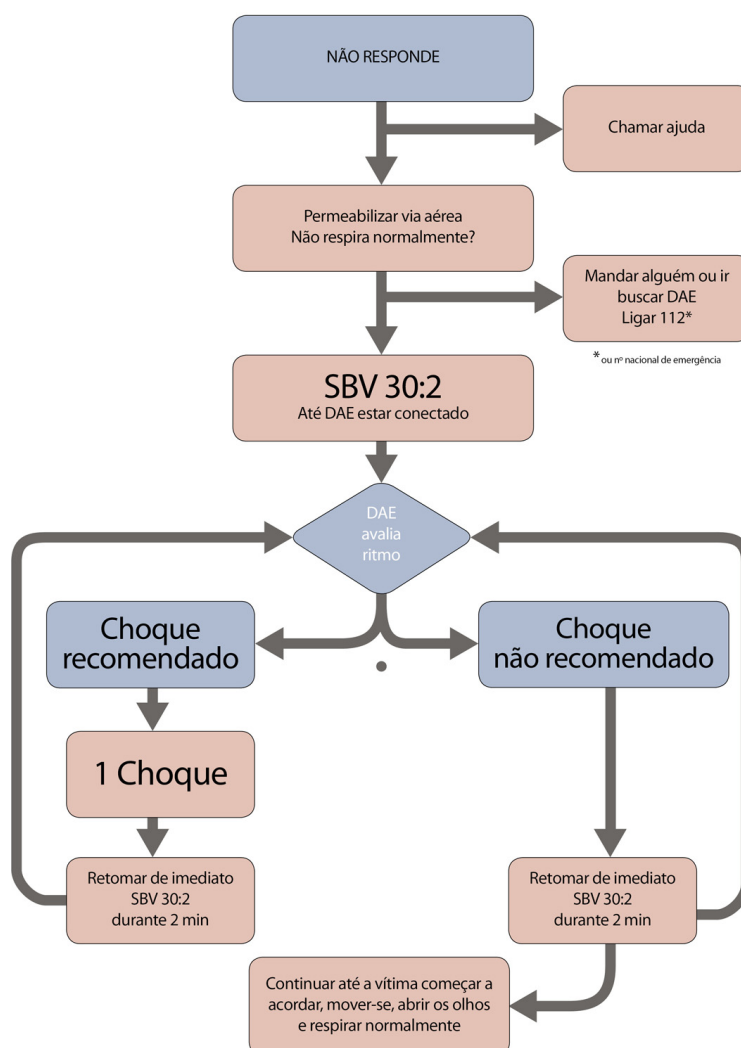 NÃO RESPONDE
Chamar ajuda
Permeabilizar via aérea
Não respira normalmente?
Mandar alguém ou ir
buscar DAE
Ligar 112*
* ou nº nacional de emergência
SBV 30:2
Até DAE estar conectado
DAE
avalia
ritmo
Choque
recomendado
Choque
não recomendado
1 Choque
Retomar de imediato
SBV 30:2
durante 2 min
Retomar de imediato
SBV 30:2
durante 2 min
Continuar até a vítima começar a
acordar, mover-se, abrir os olhos
e respirar normalmente